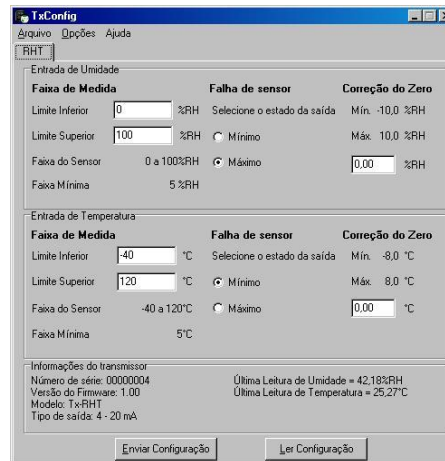 TxConfig
Arquivo Opções Ajuda
RHT
Entrada de Umidade
Faixa de Medida Falha de sensor Correção do Zero
Limite Inferior 0 %RH Selecione o estado da saída Mín. -10,0 %RH
Limite Superior 100 %RH Mínimo Máx. 10,0 %RH
Faixa do Sensor 0 a 100%RH Máximo 0,00 %RH
Faixa Mínima 5 %RH
Entrada de Temperatura
Faixa de Medida Falha de sensor Correção do Zero
Limite Inferior -40 °C Selecione o estado da saída Mín. -8,0 °C
Limite Superior 120 °C Mínimo Máx. 8,0 °C
Faixa do Sensor -40 a 120°C Máximo 0,00 °C
Faixa Mínima 5°C
Informações do transmissor
Número de série: 00000004 Última Leitura de Umidade = 42,18%RH
Versão do Firmware: 1.00 Última Leitura de Temperatura = 25,27°C
Modelo: Tx-RHT
Tipo de saída: 4 - 20 mA
Enviar Configuração Ler Configuração